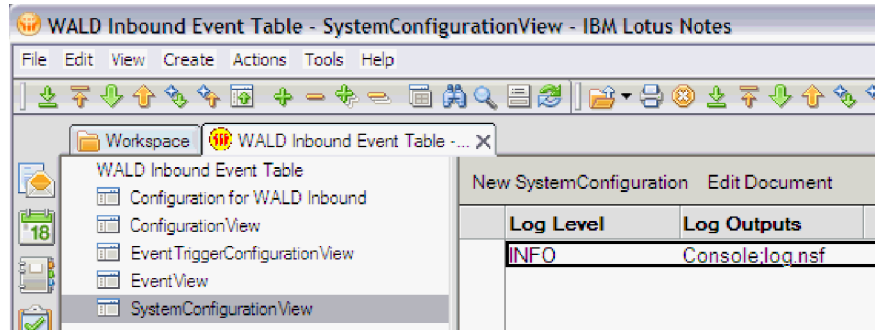 WALD Inbound Event Table - SystemConfigurationView - IBM Lotus Notes
File Edit View Create Actions Tools Help
Workspace WALD Inbound Event Table -...
WALD Inbound Event Table
Configuration for WALD Inbound
ConfigurationView
EventTriggerConfigurationView
EventView
SystemConfigurationView
18
New SystemConfiguration Edit Document
Log Level Log Outputs
INFO Console;log.nsf